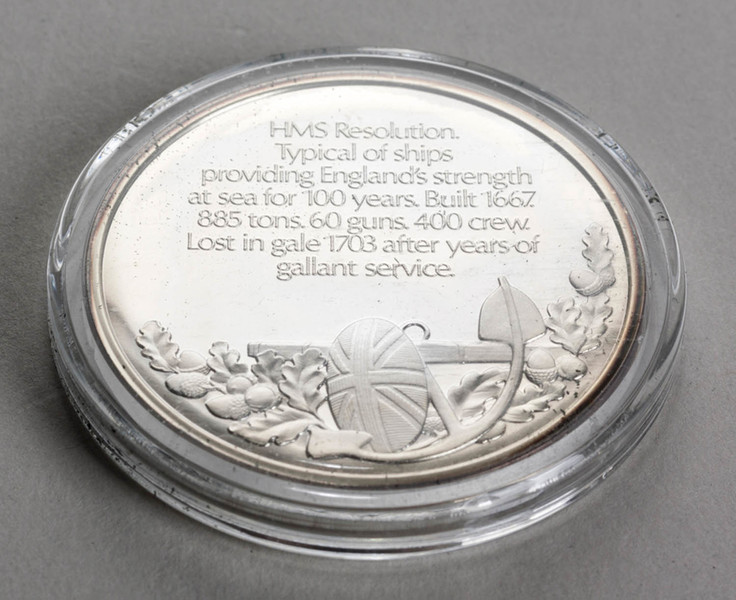 HMS Resolution.
Typical of ships
providing England's strength
at sea for 100 years. Built 1667.
885 tons. 60 guns. 400 crew.
Lost in gale 1703 after years of
gallant service.